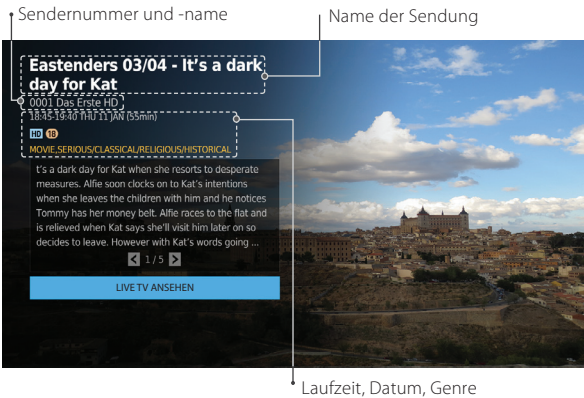 Sendernummer und -name
Name der Sendung
Eastenders 03/04 - It's a dark
day for Kat
0001 Das Erste HD
18:45-19:40 THU 11 JAN (55min)
HD 18
MOVIE,SERIOUS/CLASSICAL/RELIGIOUS/HISTORICAL
t's a dark day for Kat when she resorts to desperate
measures. Alfie soon clocks on to Kat's intentions
when she leaves the children with him and he notices
Tommy has her money belt. Alfie races to the flat and
is relieved when Kat says she'll visit him later on so
decides to leave. However with Kat's words going ...
< 1 / 5 >
LIVE TV ANSEHEN
Laufzeit, Datum, Genre